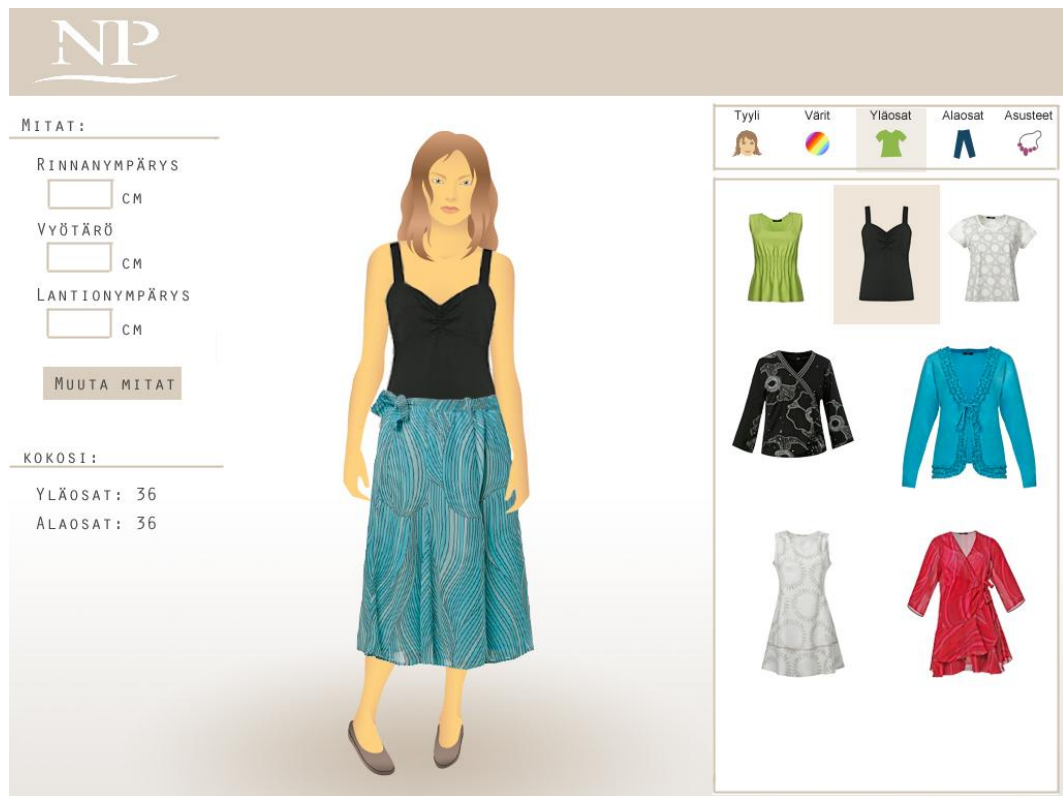 NP
Mitat:
Rinnanympärys
cm
Vyötärö
cm
Lantionympärys
cm
Muuta mitat
kokosi:
Yläosat: 36
Alaosat: 36
Tyyli Värit Yläosat Alaosat Asusteet